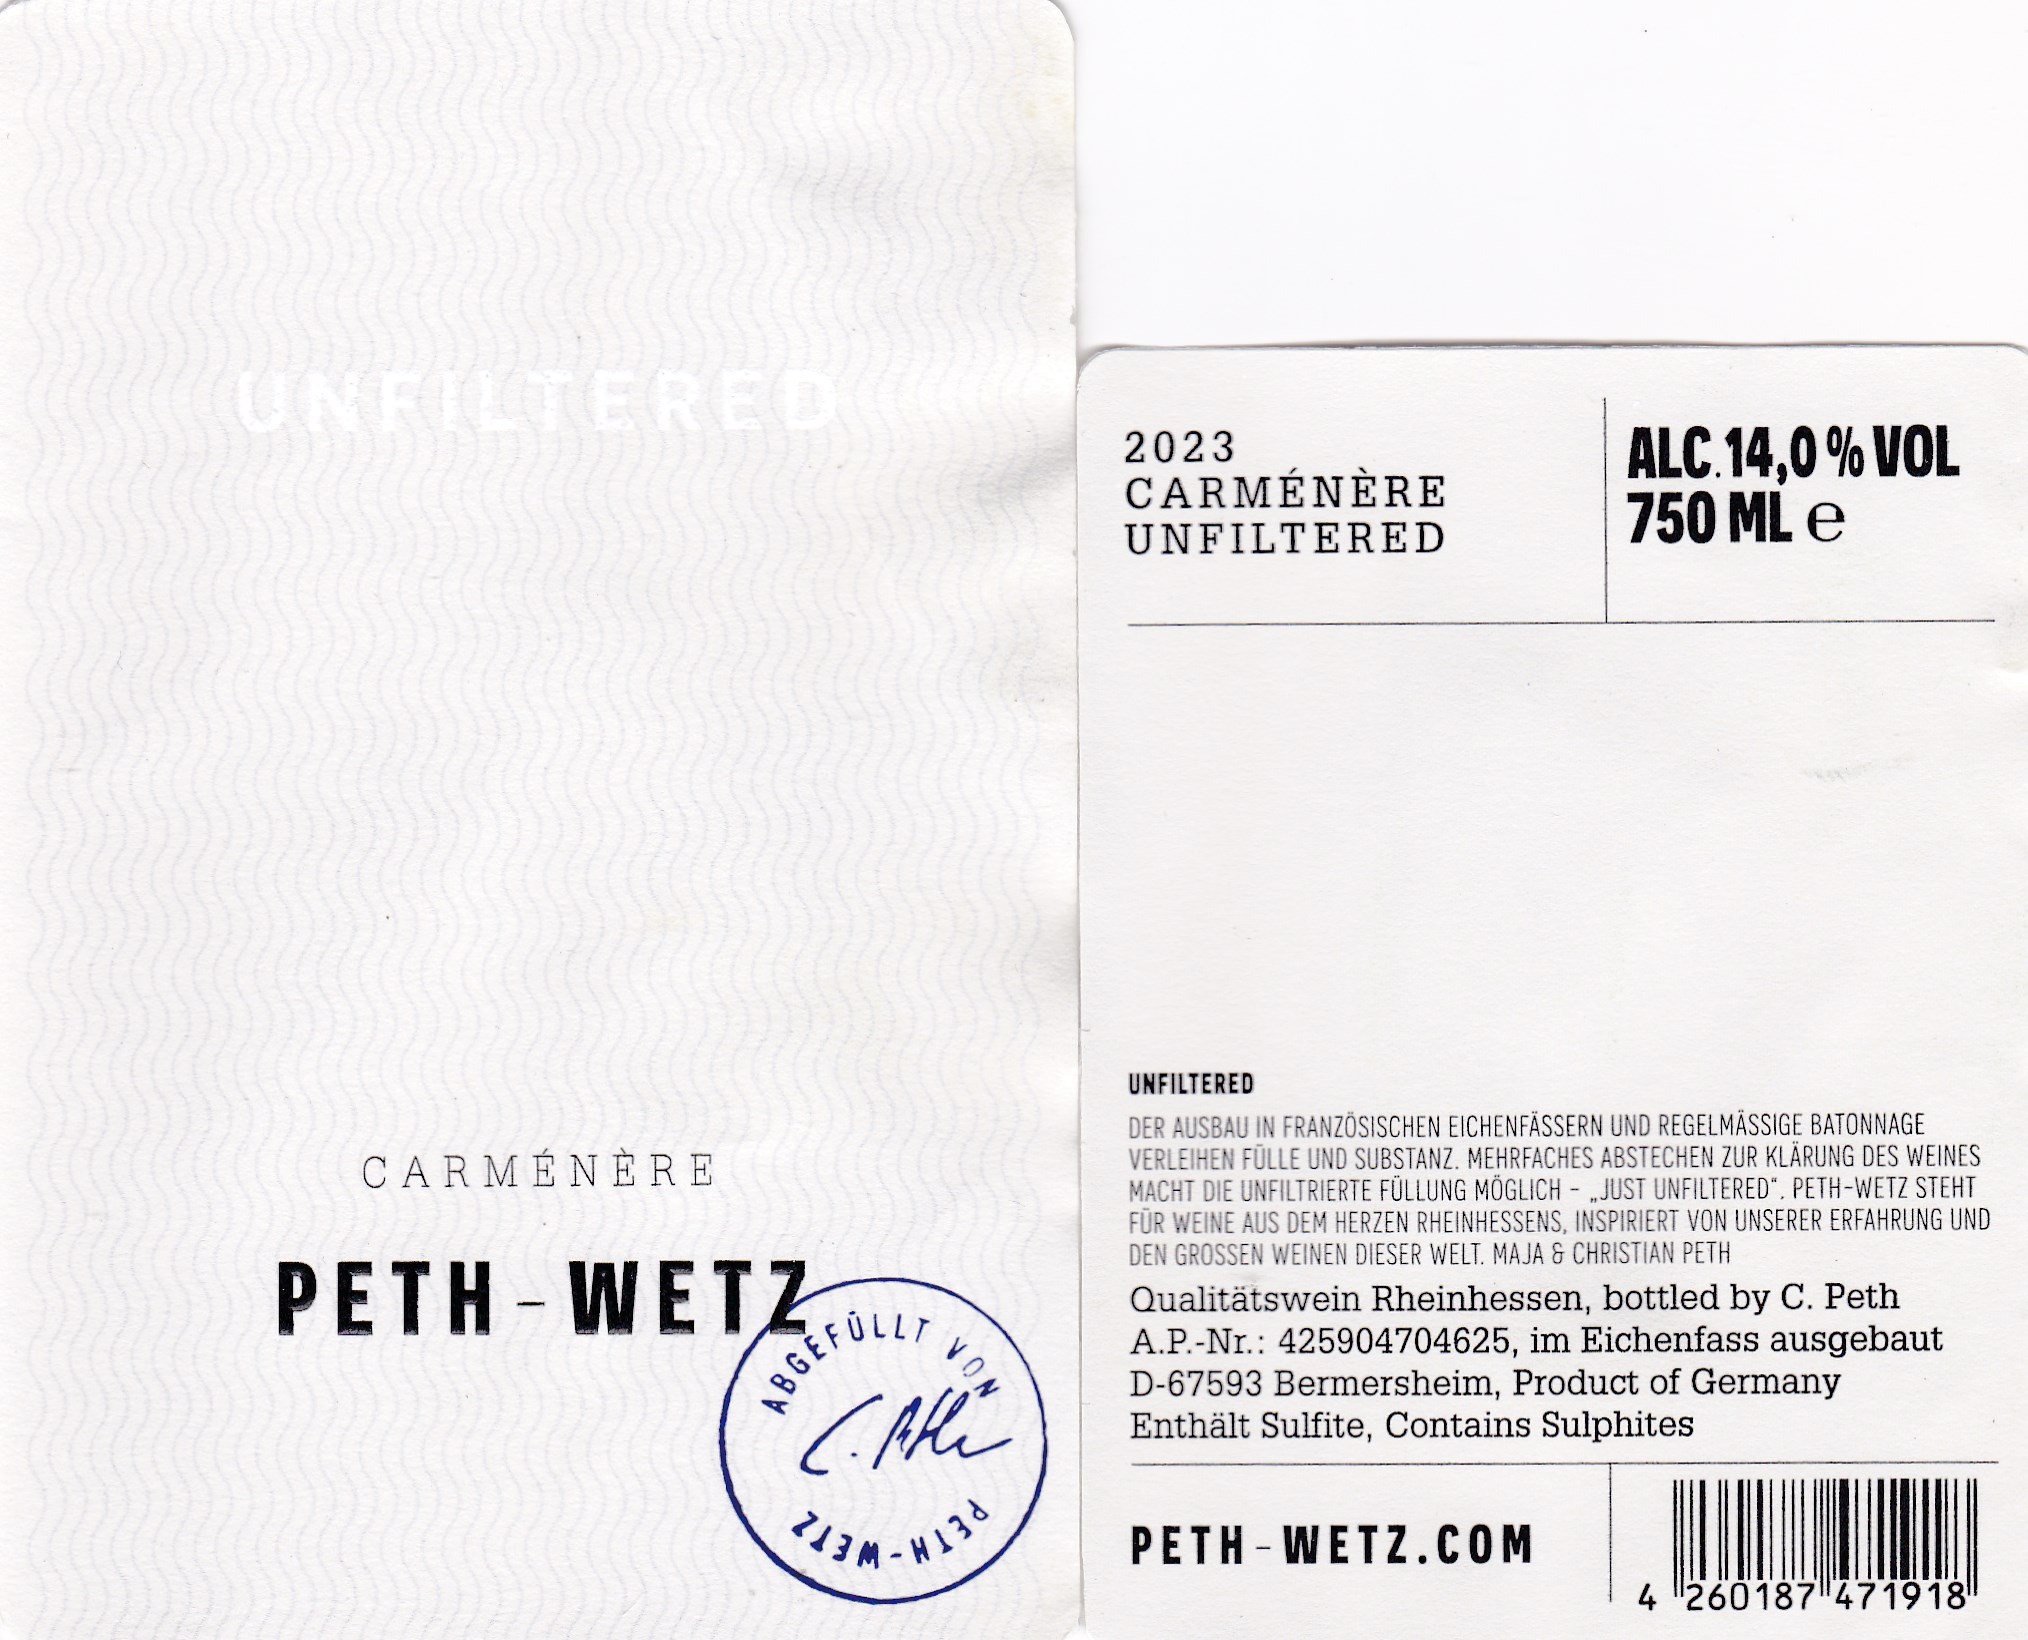 UNFILTERED
CARMÉNÈRE
PETH-WETZ
ABGEFÜLLT VON
C. Peth
PETH-WETZ
2023
CARMÉNÈRE
UNFILTERED
ALC. 14,0 % VOL
750 ML e
UNFILTERED
DER AUSBAU IN FRANZÖSISCHEN EICHENFÄSSERN UND REGELMÄSSIGE BATONNAGE
VERLEIHEN FÜLLE UND SUBSTANZ. MEHRFACHES ABSTECHEN ZUR KLÄRUNG DES WEINES
MACHT DIE UNFILTRIERTE FÜLLUNG MÖGLICH – „JUST UNFILTERED“. PETH-WETZ STEHT
FÜR WEINE AUS DEM HERZEN RHEINHESSENS, INSPIRIERT VON UNSERER ERFAHRUNG UND
DEN GROSSEN WEINEN DIESER WELT. MAJA & CHRISTIAN PETH
Qualitätswein Rheinhessen, bottled by C. Peth
A.P.-Nr.: 425904704625, im Eichenfass ausgebaut
D-67593 Bermersheim, Product of Germany
Enthält Sulfite, Contains Sulphites
PETH-WETZ.COM
4 260187 471918